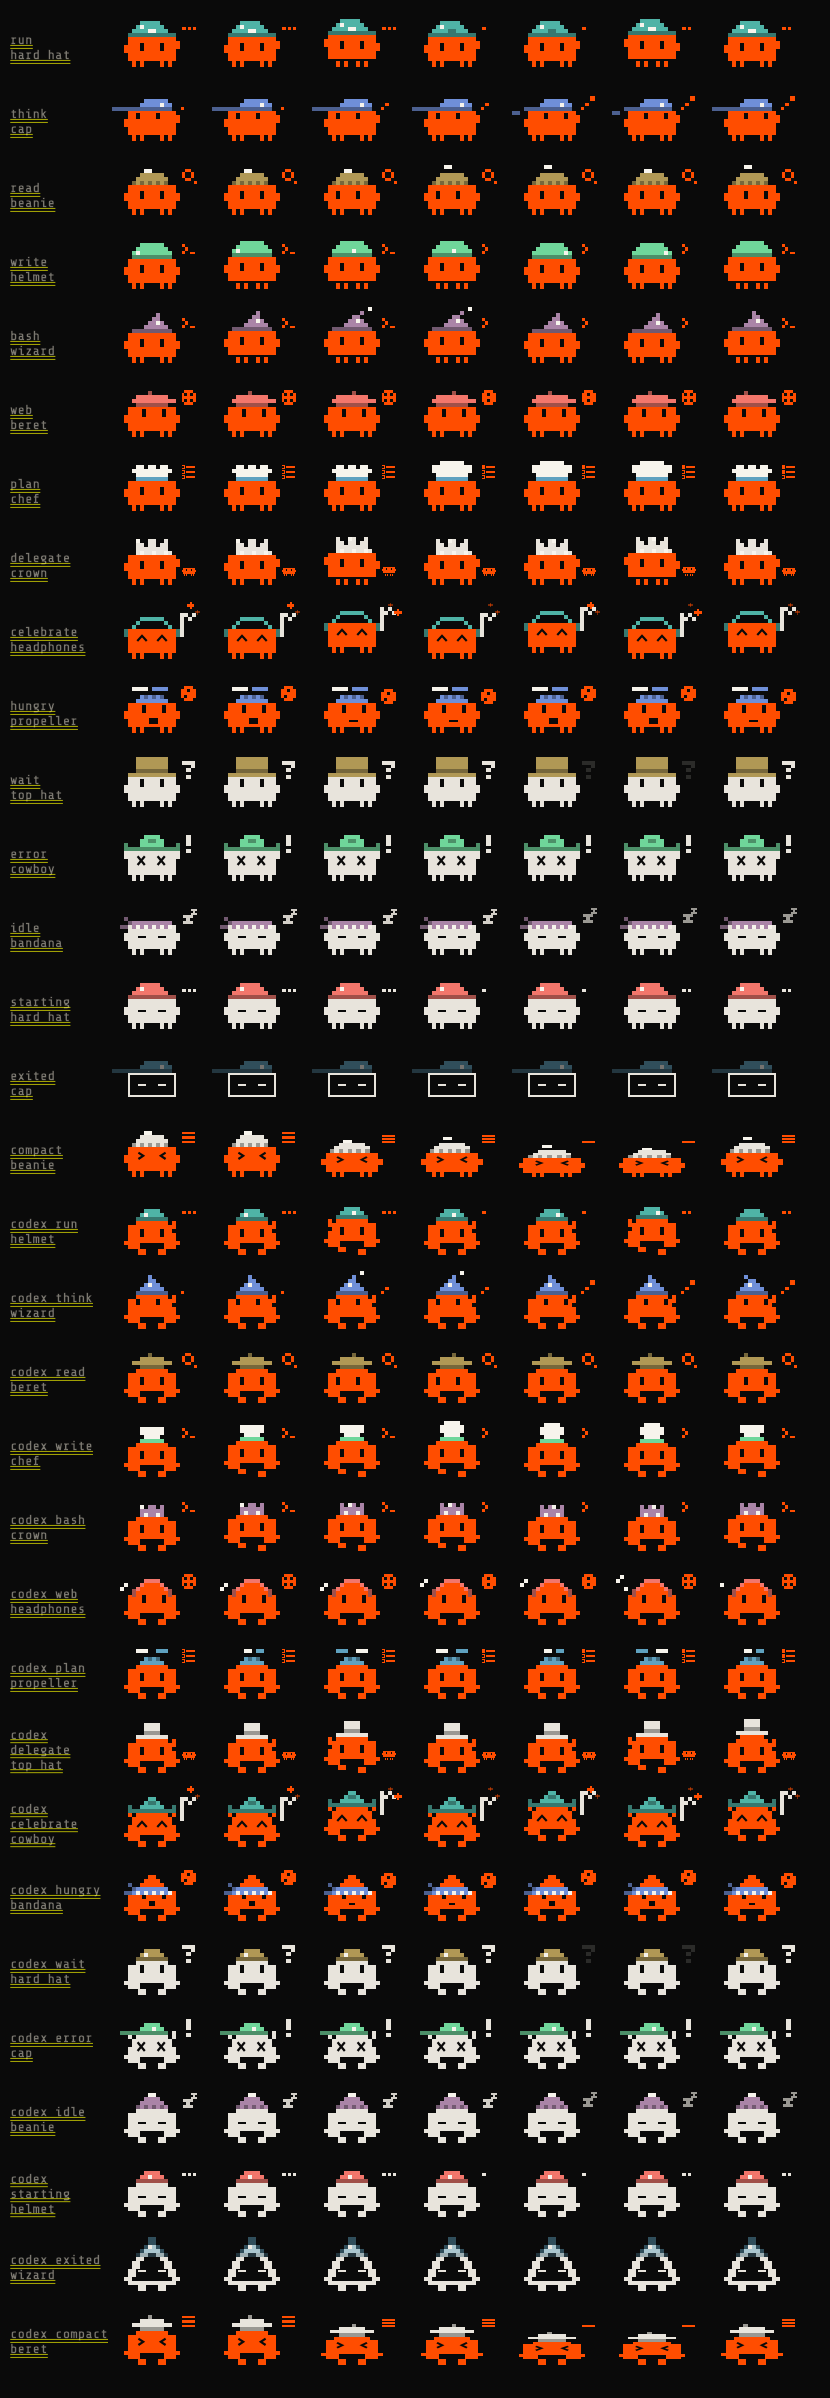 run
hard hat
think
cap
read
beanie
write
helmet
bash
wizard
web
beret
plan
chef
delegate
crown
celebrate
headphones
hungry
propeller
wait
top hat
error
cowboy
idle
bandana
starting
hard hat
exited
cap
compact
beanie
codex run
helmet
codex think
wizard
codex read
beret
codex write
chef
codex bash
crown
codex web
headphones
codex plan
propeller
codex
delegate
top hat
codex
celebrate
cowboy
codex hungry
bandana
codex wait
hard hat
codex error
cap
codex idle
beanie
codex
starting
helmet
codex exited
wizard
codex compact
beret